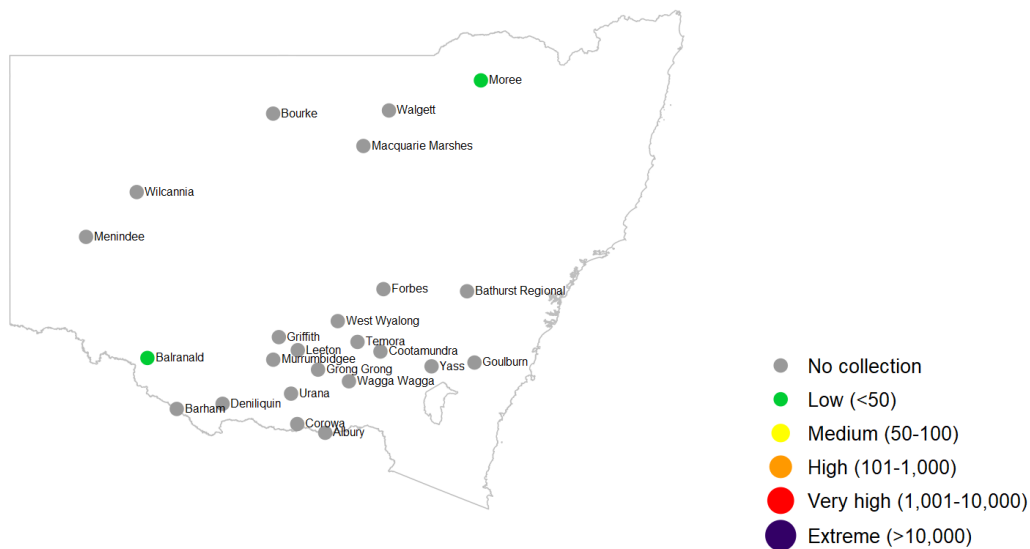 Moree
Walgett
Bourke
Macquarie Marshes
Wilcannia
Menindee
Forbes
Bathurst Regional
West Wyalong
Griffith
Temora
Leeton
Cootamundra
Balranald
Murrumbidgee
Goulburn
Yass
Grong Grong
Wagga Wagga
Urana
Deniliquin
Barham
Corowa
Albury
No collection
Low (<50)
Medium (50-100)
High (101-1,000)
Very high (1,001-10,000)
Extreme (>10,000)